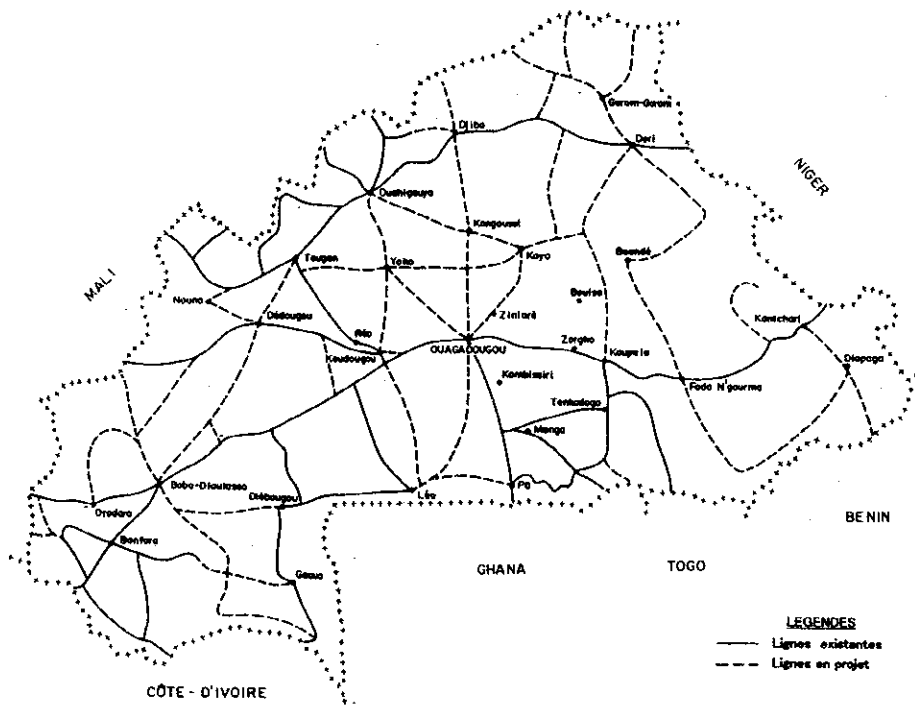 Gorom-Gorom
Djibo
Dori
NIGER
Ouahigouya
Kongoussi
Tougan
Yako
Kaya
Boandé
MALI
Nouna
Boulsa
Ziniaré
Kantchari
Dédougou
Réo
OUAGADOUGOU
Zorgho
Koudougou
Koupela
Diapaga
Kombissiri
Fada N'gourma
Tenkodogo
Manga
Bobo-Dioulasso
Diébougou
Léo
Pô
Orodara
BENIN
Banfora
Gaoua
GHANA
TOGO
LEGENDES
Lignes existantes
Lignes en projet
CÔTE - D'IVOIRE